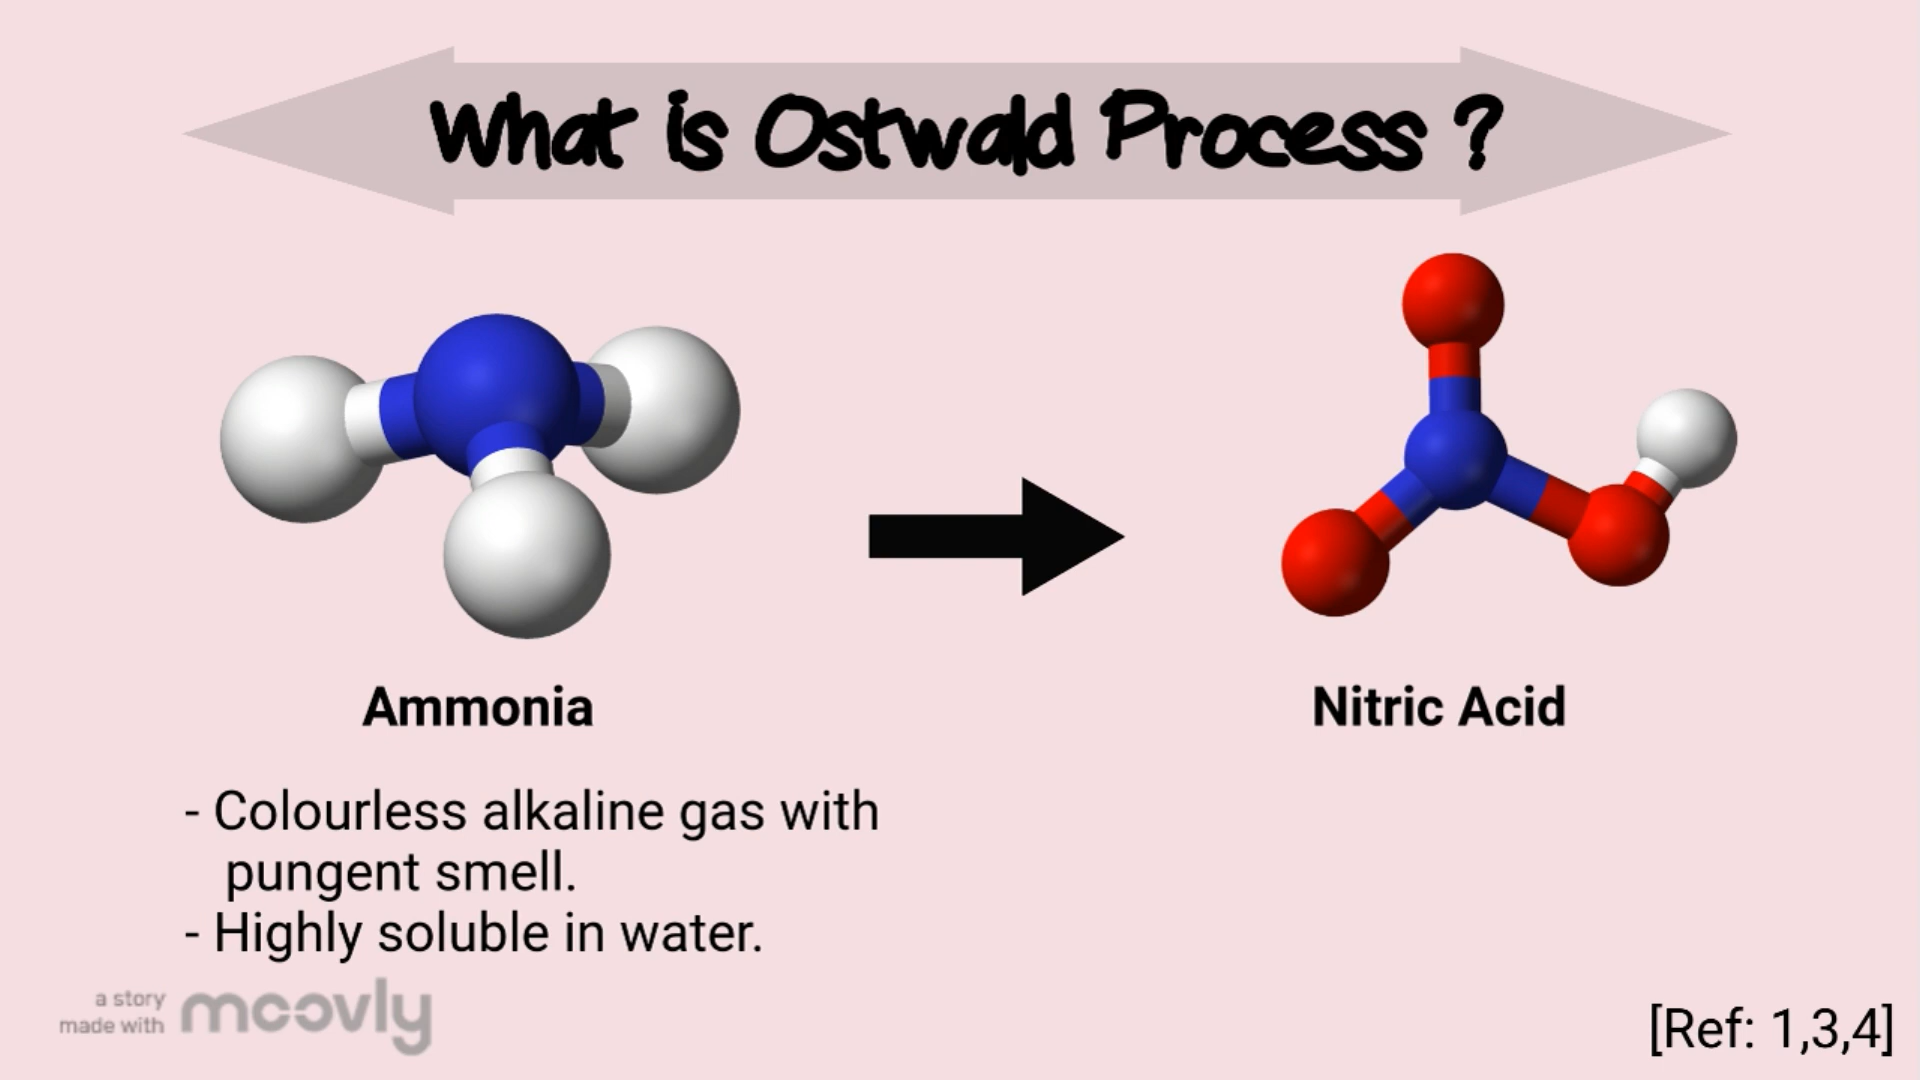 What is Ostwald Process ?
Ammonia
Nitric Acid
- Colourless alkaline gas with
pungent smell.
- Highly soluble in water.
a story
made with
moovly
[Ref: 1,3,4]